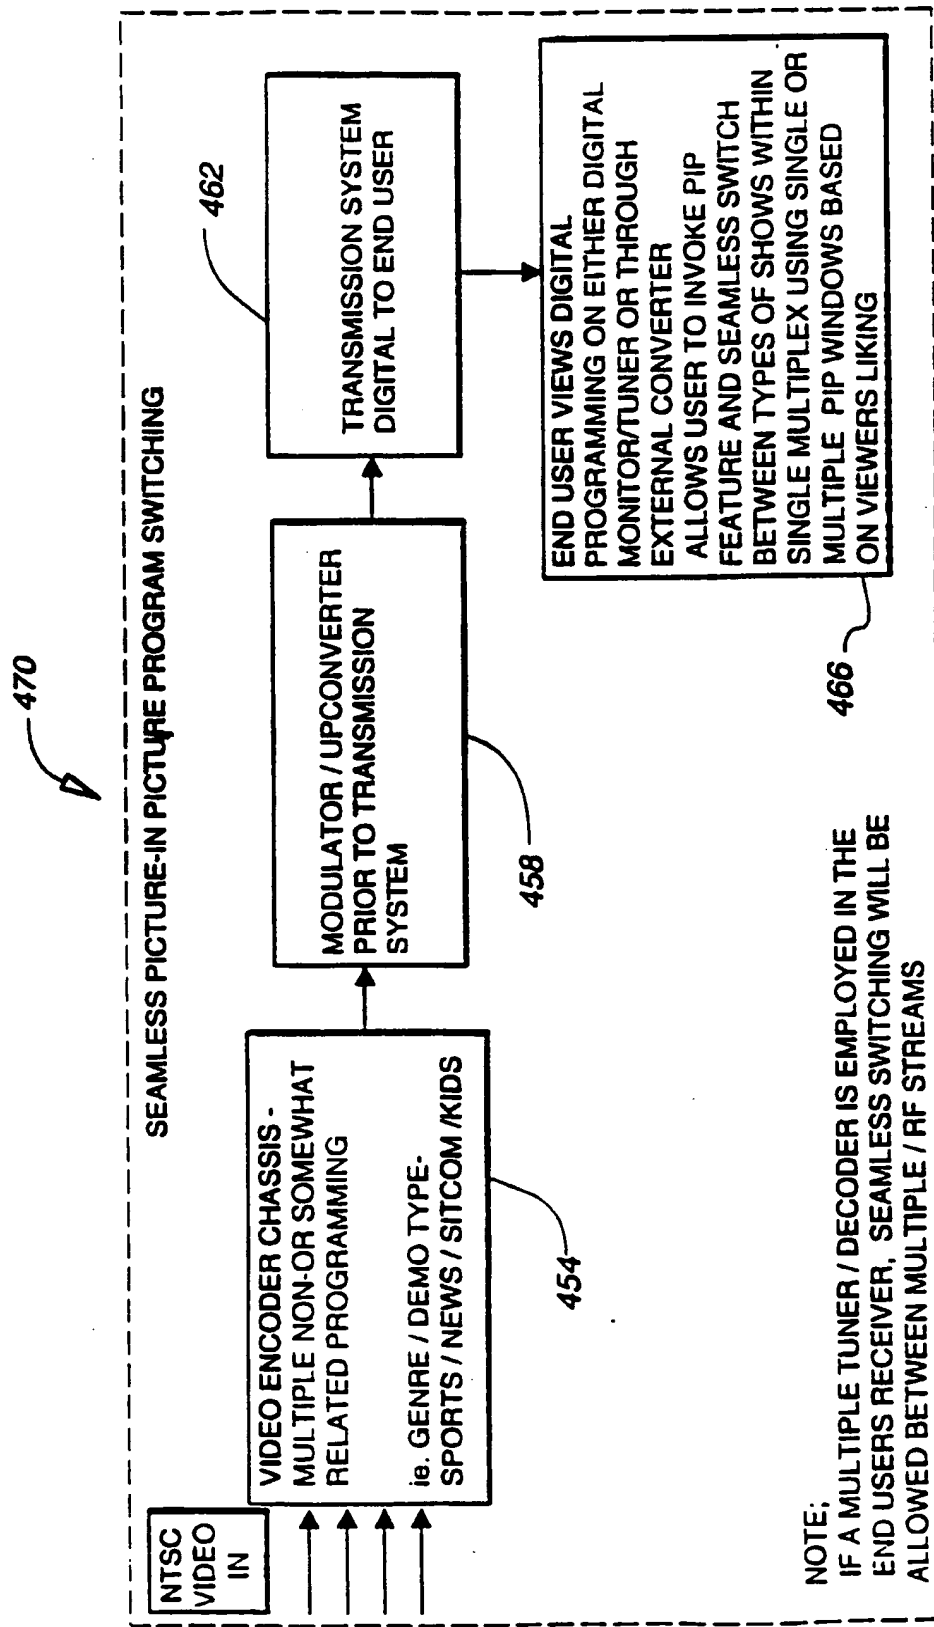 470
SEAMLESS PICTURE-IN PICTURE PROGRAM SWITCHING
NTSC
VIDEO
IN
VIDEO ENCODER CHASSIS -
MULTIPLE NON-OR SOMEWHAT
RELATED PROGRAMMING
ie. GENRE / DEMO TYPE-
SPORTS / NEWS / SITCOM /KIDS
454
MODULATOR / UPCONVERTER
PRIOR TO TRANSMISSION
SYSTEM
458
TRANSMISSION SYSTEM
DIGITAL TO END USER
462
END USER VIEWS DIGITAL
PROGRAMMING ON EITHER DIGITAL
MONITOR/TUNER OR THROUGH
EXTERNAL CONVERTER
ALLOWS USER TO INVOKE PIP
FEATURE AND SEAMLESS SWITCH
BETWEEN TYPES OF SHOWS WITHIN
SINGLE MULTIPLEX USING SINGLE OR
MULTIPLE PIP WINDOWS BASED
ON VIEWERS LIKING
466
NOTE;
IF A MULTIPLE TUNER / DECODER IS EMPLOYED IN THE
END USERS RECEIVER, SEAMLESS SWITCHING WILL BE
ALLOWED BETWEEN MULTIPLE / RF STREAMS